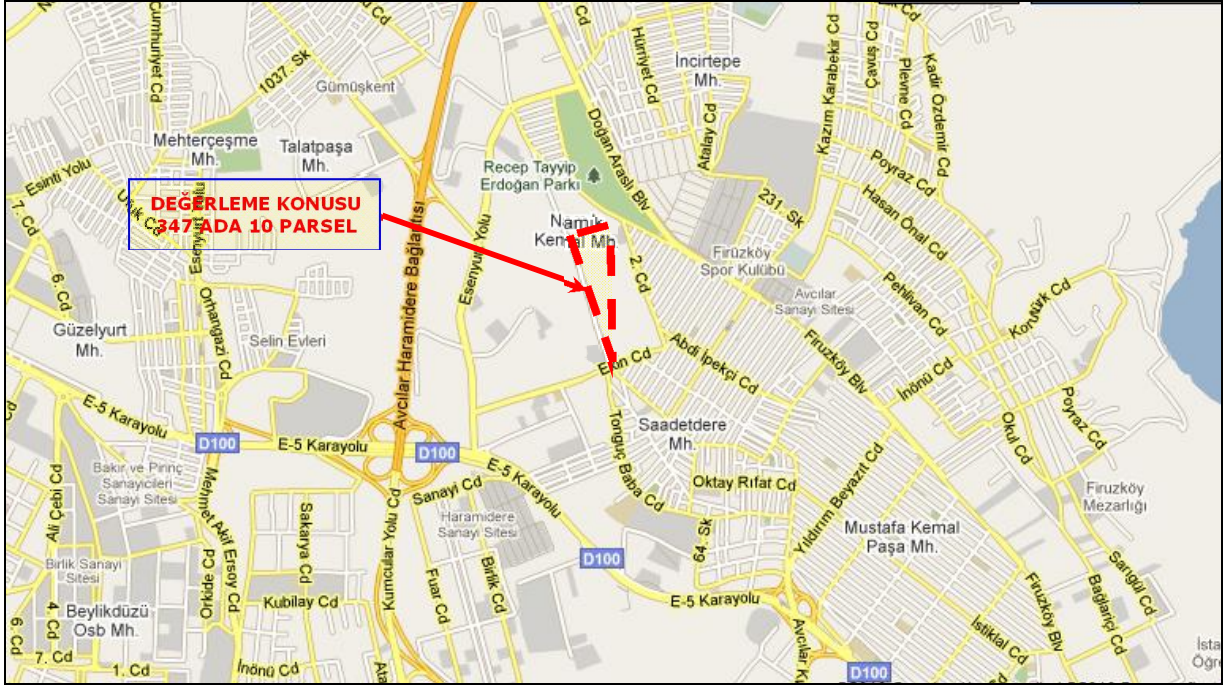 Cumhuriyet Cd
1037. Sk
Gümüşkent
Hürriyet Cd
İncirtepe
Mh.
Kazım Karabekir Cd
Çavuş Cd
Plevne Cd
Kadir Özdemir Cd
Mehterçeşme
Mh.
Talatpaşa
Mh.
Doğan Araslı Blv
Atalay Cd
Poyraz Cd
Esinti Yolu
Recep Tayyip
Erdoğan Parkı
7. Cd
Ufuk Cd
Esenyurt Yolu
DEĞERLEME KONUSU
347 ADA 10 PARSEL
231. Sk
Hasan Önal Cd
Namık
Kemal Mh.
Avcılar Haramidere Bağlantısı
Esenyurt Yolu
2. Cd
Firüzköy
Spor Kulübü
6. Cd
Orhangazi Cd
Avcılar
Sanayi Sitesi
Pehlivan Cd
Güzelyurt
Mh.
Selin Evleri
Abdi İpekçi Cd
Firuzköy Blv
İnönü Cd
Poyraz Cd
E-5 Karayolu
D100
E-5 Karayolu
D100
E-5 Karayolu
Tonguç Baba Cd
Saadetdere
Mh.
Okul Cd
Bakır ve Pirinç
Sanayicileri
Sanayi Sitesi
Ali Çebi Cd
Mehmet Akif Ersoy Cd
Sanayi Cd
Oktay Rıfat Cd
Yıldırım Beyazıt Cd
Firuzköy
Mezarlığı
Sakarya Cd
Haramidere
Sanayi Sitesi
64. Sk
Mustafa Kemal
Paşa Mh.
D100
Birlik Sanayi
Sitesi
Orkide Cd
Kumcular Yolu Cd
Fuar Cd
Birlik Cd
Sarıgül Cd
Beylikdüzü
Osb Mh.
4. Cd
Kubilay Cd
E-5 Karayolu
Firuzköy Blv
Bağlariçi Cd
6. Cd
İstiklal Cd
7. Cd
1. Cd
İnönü Cd
Ata
Avcılar Kı
D100
İsta
Öğre